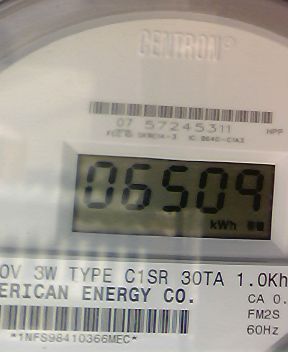 CENTRON®
07 57245311 HPP
06509
kWh
0V 3W TYPE C1SR 30TA 1.0Kh
ERICAN ENERGY CO. CA 0.
FM2S
*1NFS98410366MEC* 60Hz